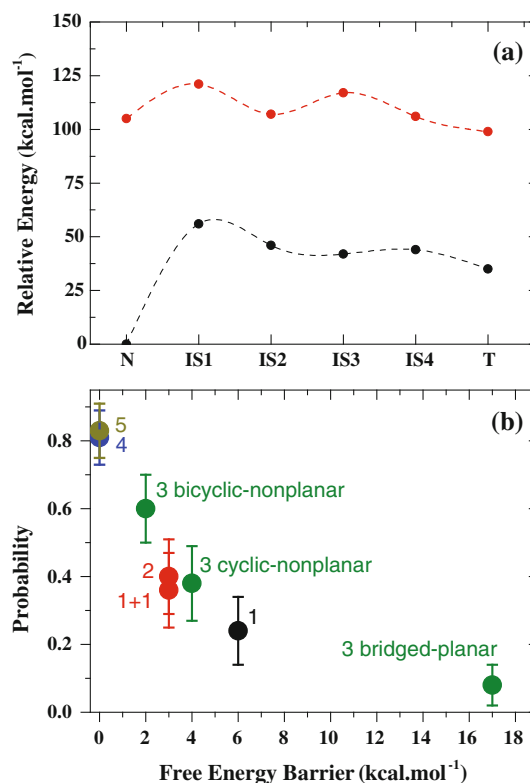 (a)
Relative Energy (kcal.mol⁻¹)
150
125
100
75
50
25
0
N IS1 IS2 IS3 IS4 T
(b)
Probability
0.8
0.6
0.4
0.2
0.0
5
4
3 bicyclic-nonplanar
2
3 cyclic-nonplanar
1+1
1
3 bridged-planar
0 2 4 6 8 10 12 14 16 18
Free Energy Barrier (kcal.mol⁻¹)